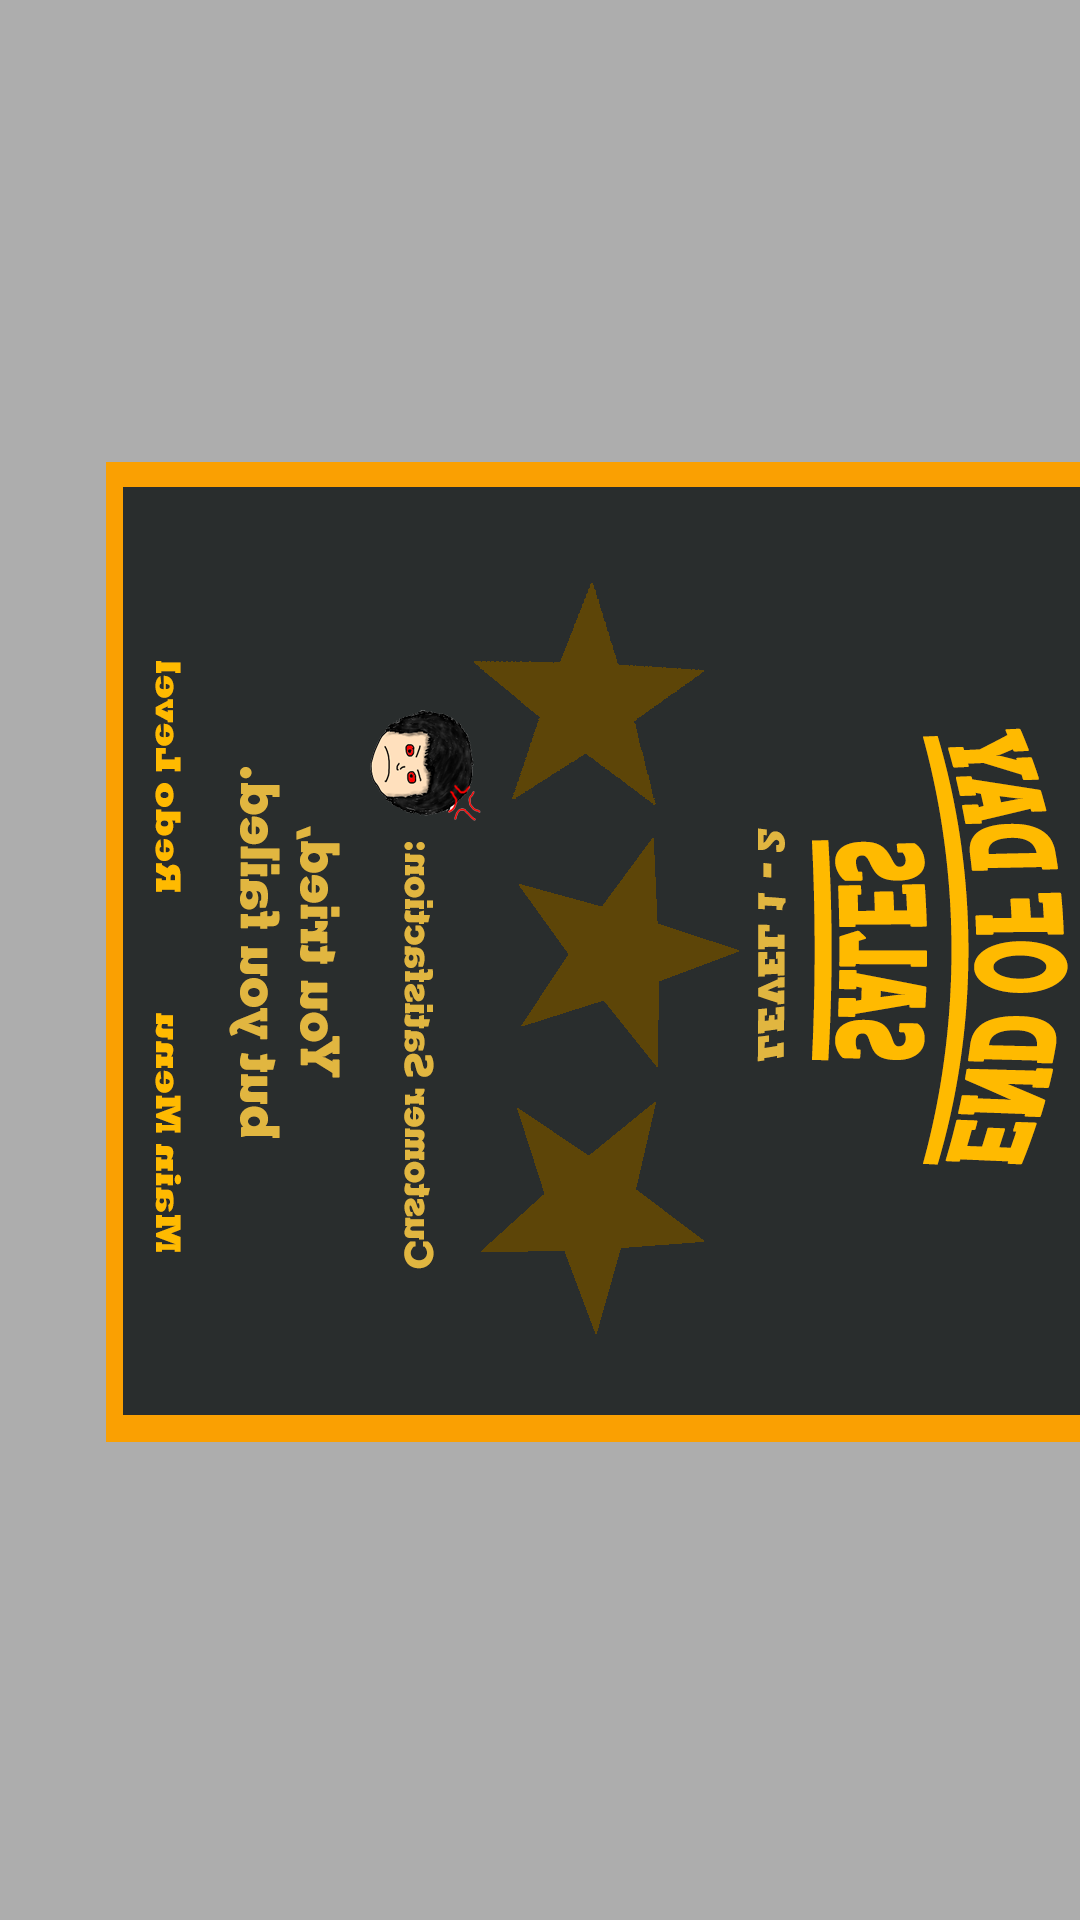 END OF DAY
SALES
LEVEL 1 - 2
Customer Satisfaction:
You tried,
but you failed.
Main Menu
Redo Level